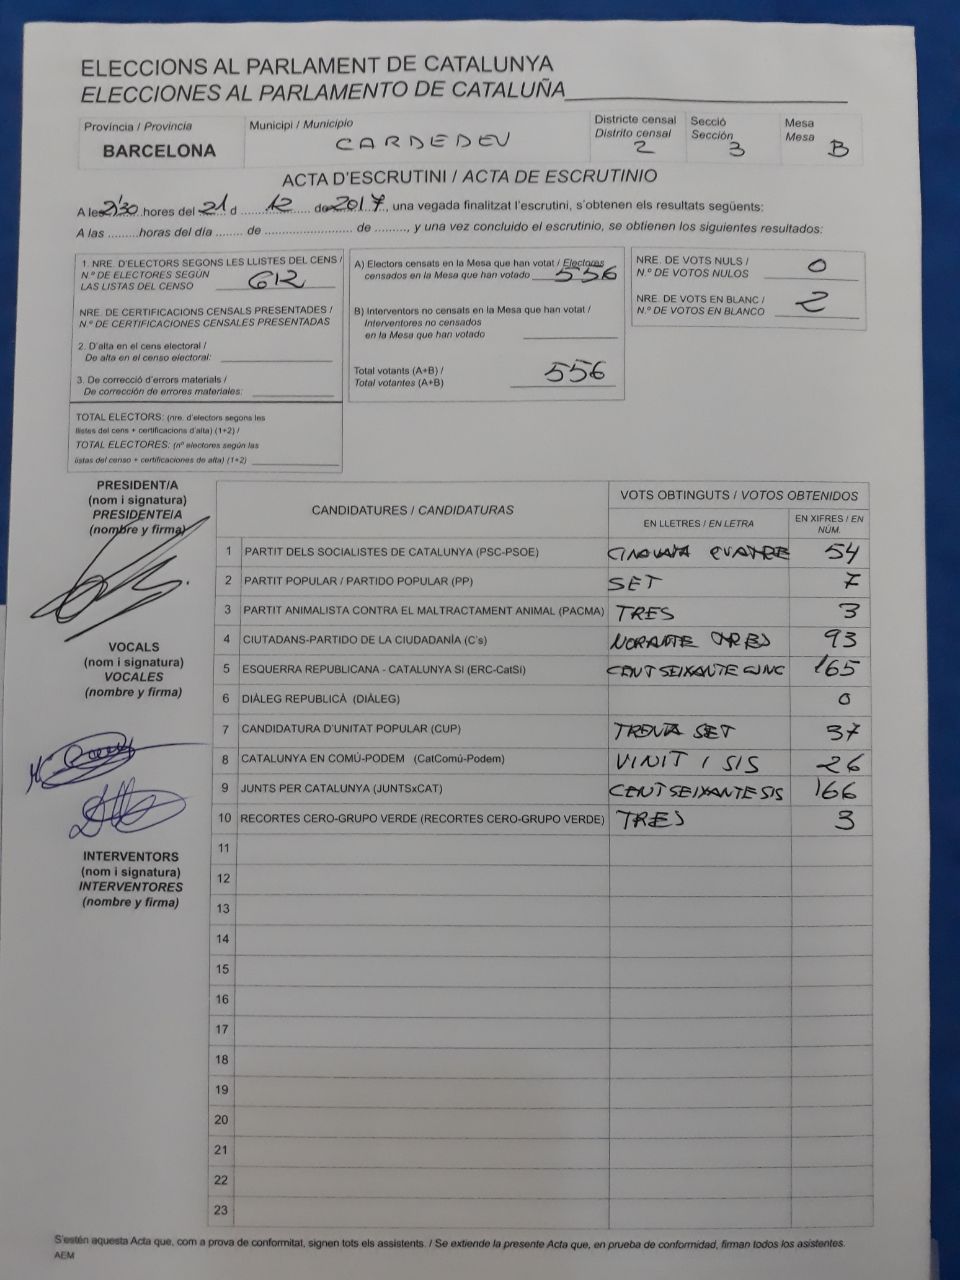 ELECCIONS AL PARLAMENT DE CATALUNYA
ELECCIONES AL PARLAMENTO DE CATALUÑA
Província / Provincia
BARCELONA
Municipi / Municipio
CARDEDEU
Districte censal
Distrito censal
2
Secció
Sección
3
Mesa
Mesa
B
ACTA D'ESCRUTINI / ACTA DE ESCRUTINIO
A les 2'30 hores del 21 d 12 de 2017, una vegada finalitzat l'escrutini, s'obtenen els resultats següents:
A las .........horas del día ........ de ........................... de ........., y una vez concluido el escrutinio, se obtienen los siguientes resultados:
1. NRE. D'ELECTORS SEGONS LES LLISTES DEL CENS /
N.º DE ELECTORES SEGÚN
LAS LISTAS DEL CENSO 612
NRE. DE CERTIFICACIONS CENSALS PRESENTADES /
N.º DE CERTIFICACIONES CENSALES PRESENTADAS
2. D'alta en el cens electoral /
De alta en el censo electoral:
3. De correcció d'errors materials /
De corrección de errores materiales:
TOTAL ELECTORS: (nre. d'electors segons les
llistes del cens + certificacions d'alta) (1+2) /
TOTAL ELECTORES: (nº electores según las
listas del censo + certificaciones de alta) (1+2)
A) Electors censats en la Mesa que han votat / Electores
censados en la Mesa que han votado 556
B) Interventors no censats en la Mesa que han votat /
Interventores no censados
en la Mesa que han votado
Total votants (A+B) /
Total votantes (A+B) 556
NRE. DE VOTS NULS /
N.º DE VOTOS NULOS 0
NRE. DE VOTS EN BLANC /
N.º DE VOTOS EN BLANCO 2
PRESIDENT/A
(nom i signatura)
PRESIDENTE/A
(nombre y firma)
VOCALS
(nom i signatura)
VOCALES
(nombre y firma)
INTERVENTORS
(nom i signatura)
INTERVENTORES
(nombre y firma)
CANDIDATURES / CANDIDATURAS
VOTS OBTINGUTS / VOTOS OBTENIDOS
EN LLETRES / EN LETRA
EN XIFRES / EN NÚM.
1 PARTIT DELS SOCIALISTES DE CATALUNYA (PSC-PSOE) 54
2 PARTIT POPULAR / PARTIDO POPULAR (PP) SET 7
3 PARTIT ANIMALISTA CONTRA EL MALTRACTAMENT ANIMAL (PACMA) TRES 3
4 CIUTADANS-PARTIDO DE LA CIUDADANÍA (C's) NORANTE TRES 93
5 ESQUERRA REPUBLICANA - CATALUNYA SI (ERC-CatSí) CENT SEIXANTE CINC 165
6 DIÀLEG REPUBLICÀ (DIÀLEG) 0
7 CANDIDATURA D'UNITAT POPULAR (CUP) TRENTA SET 37
8 CATALUNYA EN COMÚ-PODEM (CatComú-Podem) VINIT I SIS 26
9 JUNTS PER CATALUNYA (JUNTSxCAT) CENT SEIXANTE SIS 166
10 RECORTES CERO-GRUPO VERDE (RECORTES CERO-GRUPO VERDE) TRES 3
11
12
13
14
15
16
17
18
19
20
21
22
23
S'estén aquesta Acta que, com a prova de conformitat, signen tots els assistents. / Se extiende la presente Acta que, en prueba de conformidad, firman todos los asistentes.
AEM